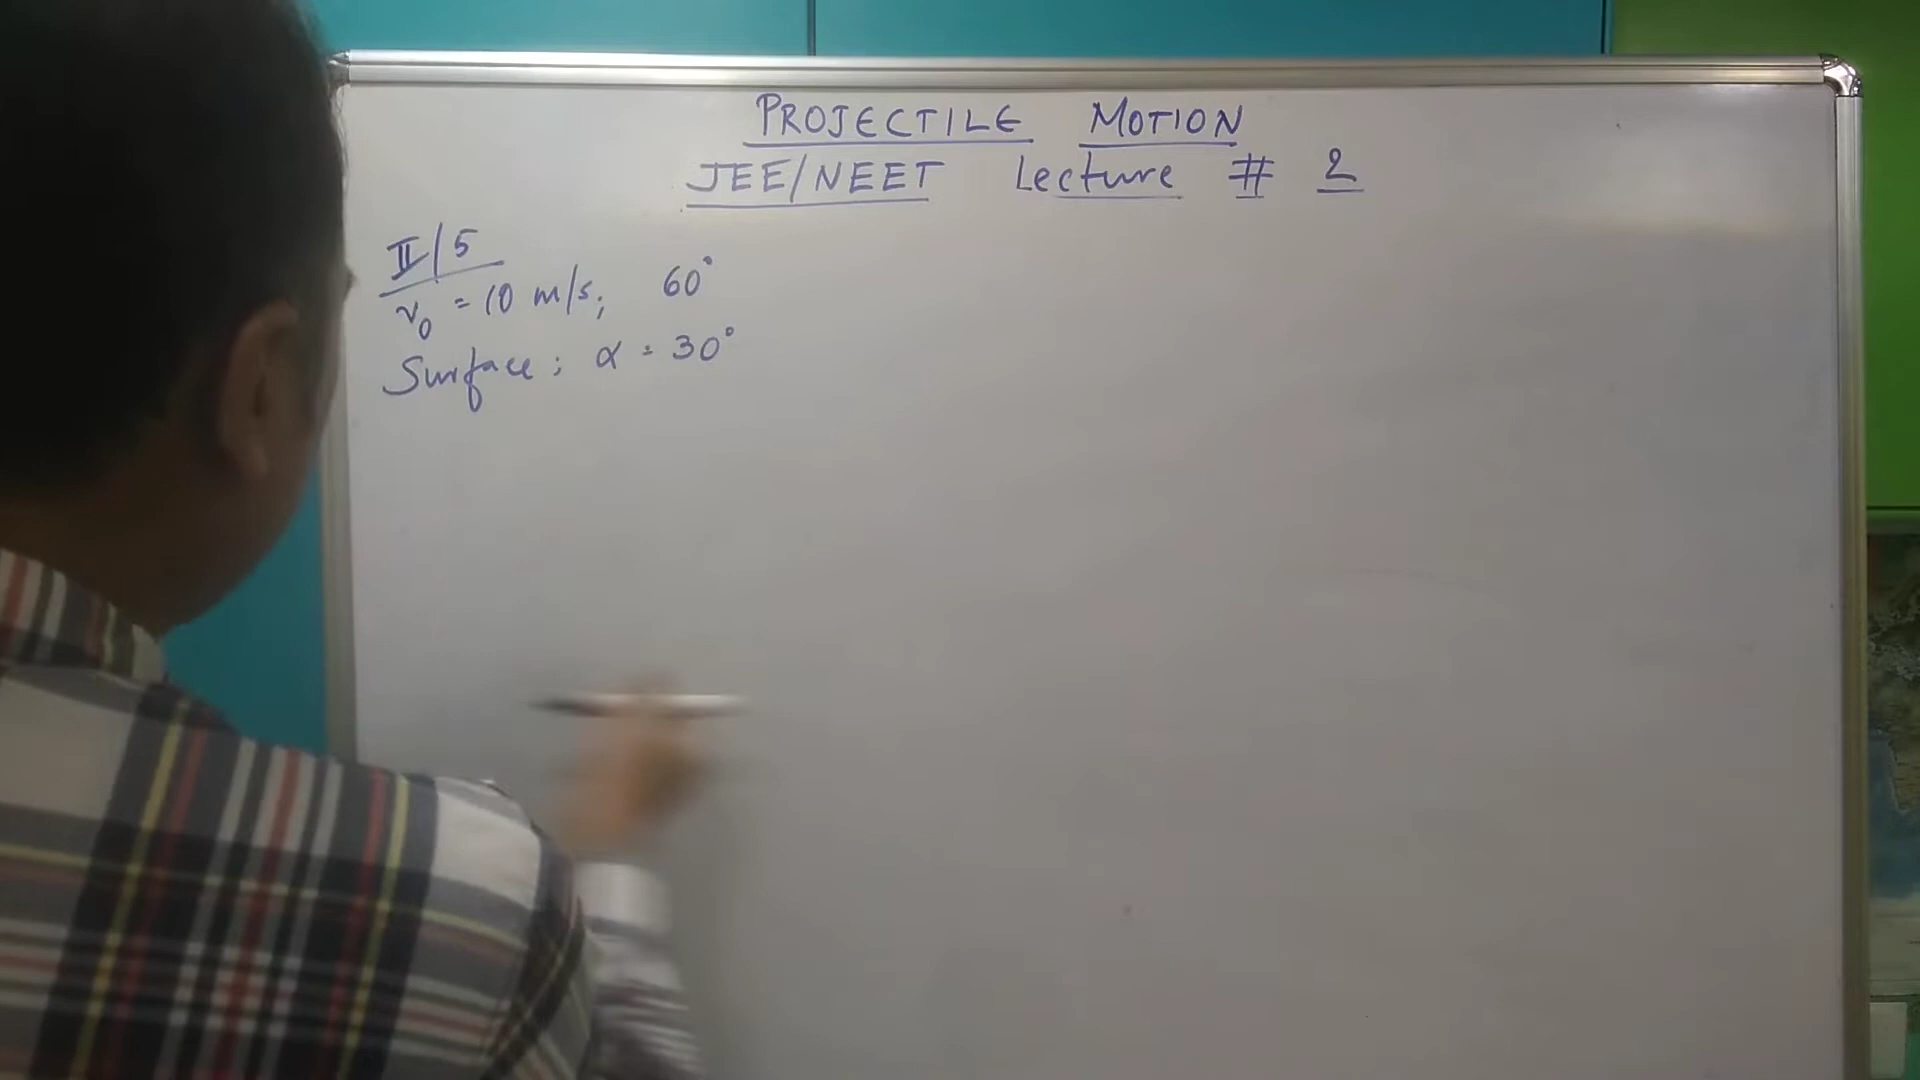 PROJECTILE MOTION
JEE/NEET Lecture # 2
II/5
v₀ = 10 m/s; 60°
Surface; α = 30°